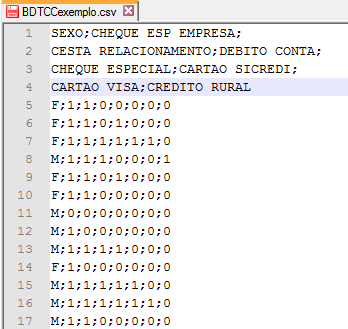 BDTCCexemplo.csv
1 SEXO;CHEQUE ESP EMPRESA;
2 CESTA RELACIONAMENTO;DEBITO CONTA;
3 CHEQUE ESPECIAL;CARTAO SICREDI;
4 CARTAO VISA;CREDITO RURAL
5 F;1;1;0;0;0;0;0
6 F;1;1;0;1;0;0;0
7 F;1;1;1;1;1;1;0
8 M;1;1;1;0;0;0;1
9 F;1;1;0;1;0;0;0
10 F;1;1;0;0;0;0;0
11 M;0;0;0;0;0;0;0
12 M;1;0;0;0;0;0;0
13 M;1;1;1;1;0;0;0
14 F;1;0;0;0;0;0;0
15 M;1;1;1;1;1;0;0
16 M;1;1;1;1;1;1;0
17 M;1;1;0;0;0;0;0